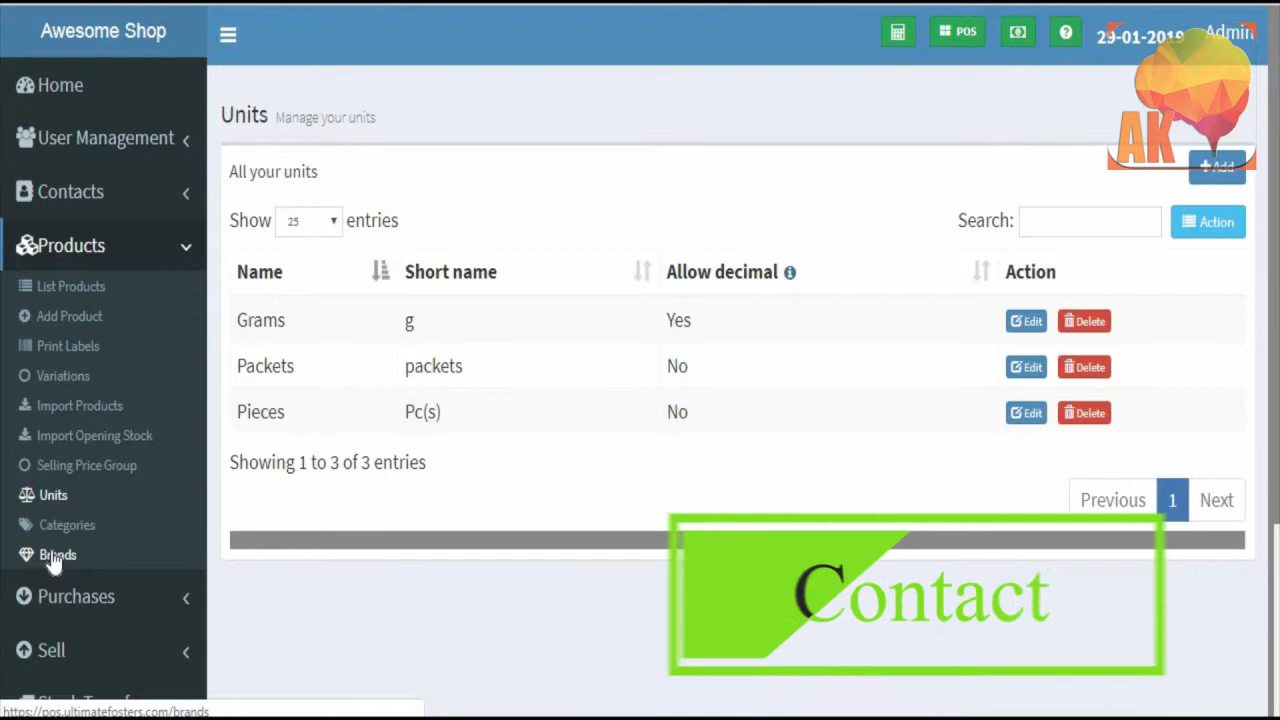 Awesome Shop
POS
29-01-2019
Admin
AK
Home
User Management
Contacts
Products
List Products
Add Product
Print Labels
Variations
Import Products
Import Opening Stock
Selling Price Group
Units
Categories
Brands
Purchases
Sell
https://pos.ultimatefosters.com/brands
Units Manage your units
All your units
+ Add
Show 25 entries
Search:
Action
Name Short name Allow decimal Action
Grams g Yes Edit Delete
Packets packets No Edit Delete
Pieces Pc(s) No Edit Delete
Showing 1 to 3 of 3 entries
Previous 1 Next
Contact